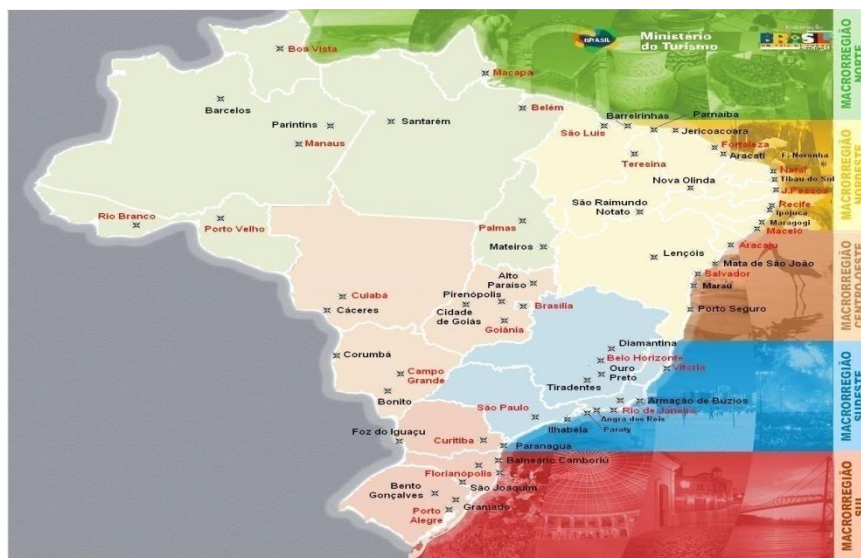 BRASIL
Ministério
do Turismo
BRASIL
MACRORREGIÃO
NORTE
MACRORREGIÃO
NORDESTE
MACRORREGIÃO
CENTRO-OESTE
MACRORREGIÃO
SUDESTE
MACRORREGIÃO
SUL
Boa Vista
Macapa
Barcelos
Belém
Parintins
Santarém
Manaus
Barreirinhas
Parnaíba
São Luís
Jericoacoara
Fortaleza
Teresina
Aracati
F. Noronha
Nova Olinda
Natal
Tibau do Sul
J.Pessoa
São Raimundo
Notato
Recife
Ipojuca
Maragogi
Maceió
Rio Branco
Porto Velho
Palmas
Mateiros
Aracaju
Lençóis
Mata de São João
Salvador
Maraú
Alto
Paraíso
Pirenópolis
Cuiabá
Cáceres
Cidade
de Goiás
Brasília
Goiânia
Porto Seguro
Corumbá
Diamantina
Belo Horizonte
Vitória
Campo
Grande
Ouro
Preto
Bonito
Tiradentes
Armação de Búzios
São Paulo
Rio de Janeiro
Angra dos Reis
Ilhabela
Paraty
Foz do Iguaçu
Curitiba
Paranagua
Balneário Camboriú
Florianópolis
São Joaquim
Bento
Gonçalves
Gramado
Porto
Alegre